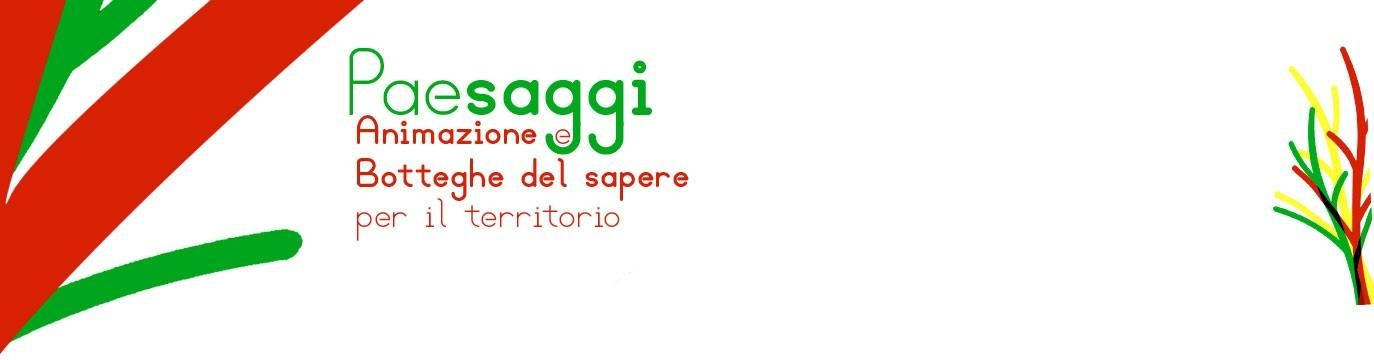 Paesaggi
Animazione e
Botteghe del sapere
per il territorio